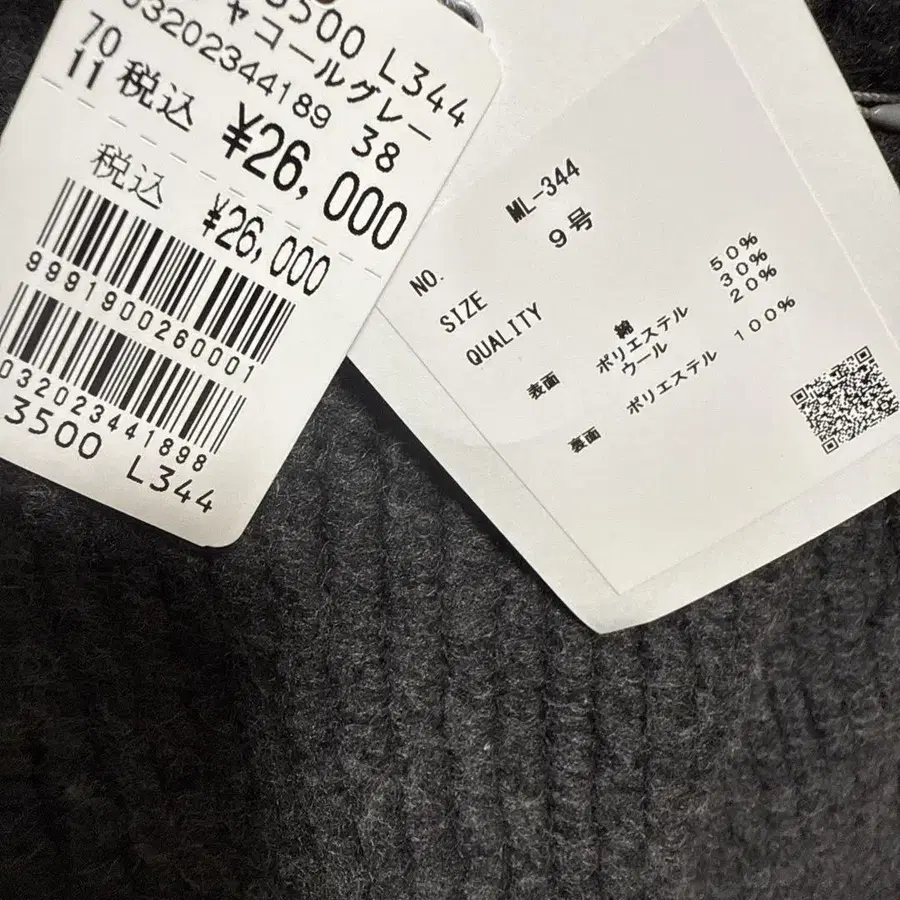 3500 L344
ャコールグレー
03202344189 38
70
11 税込 ¥26,000
税込 ¥26,000
9991900260001
032023441898
3500 L344
NO. ML-344
SIZE 9号
QUALITY
表面 綿 50%
ポリエステル 30%
ウール 20%
裏面 ポリエステル 100%